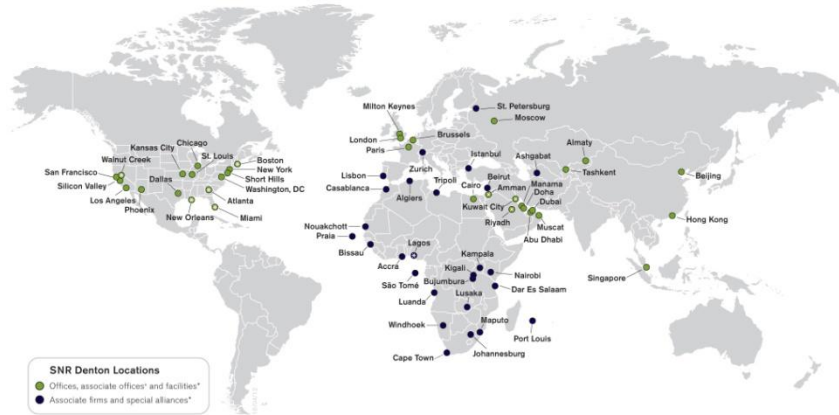 St. Petersburg
Moscow
Milton Keynes
London
Brussels
Paris
Almaty
Kansas City
Chicago
St. Louis
Walnut Creek
Boston
New York
San Francisco
Dallas
Short Hills
Silicon Valley
Washington, DC
Los Angeles
Phoenix
Atlanta
New Orleans
Miami
Zurich
Istanbul
Ashgabat
Tashkent
Beijing
Lisbon
Beirut
Amman
Manama
Doha
Casablanca
Tripoli
Cairo
Dubai
Algiers
Kuwait City
Riyadh
Muscat
Abu Dhabi
Hong Kong
Nouakchott
Praia
Bissau
Lagos
Accra
Kampala
Kigali
Nairobi
Bujumbura
São Tomé
Dar Es Salaam
Singapore
Luanda
Lusaka
Windhoek
Maputo
Port Louis
Johannesburg
Cape Town
SNR Denton Locations
Offices, associate offices¹ and facilities*
Associate firms and special alliances*